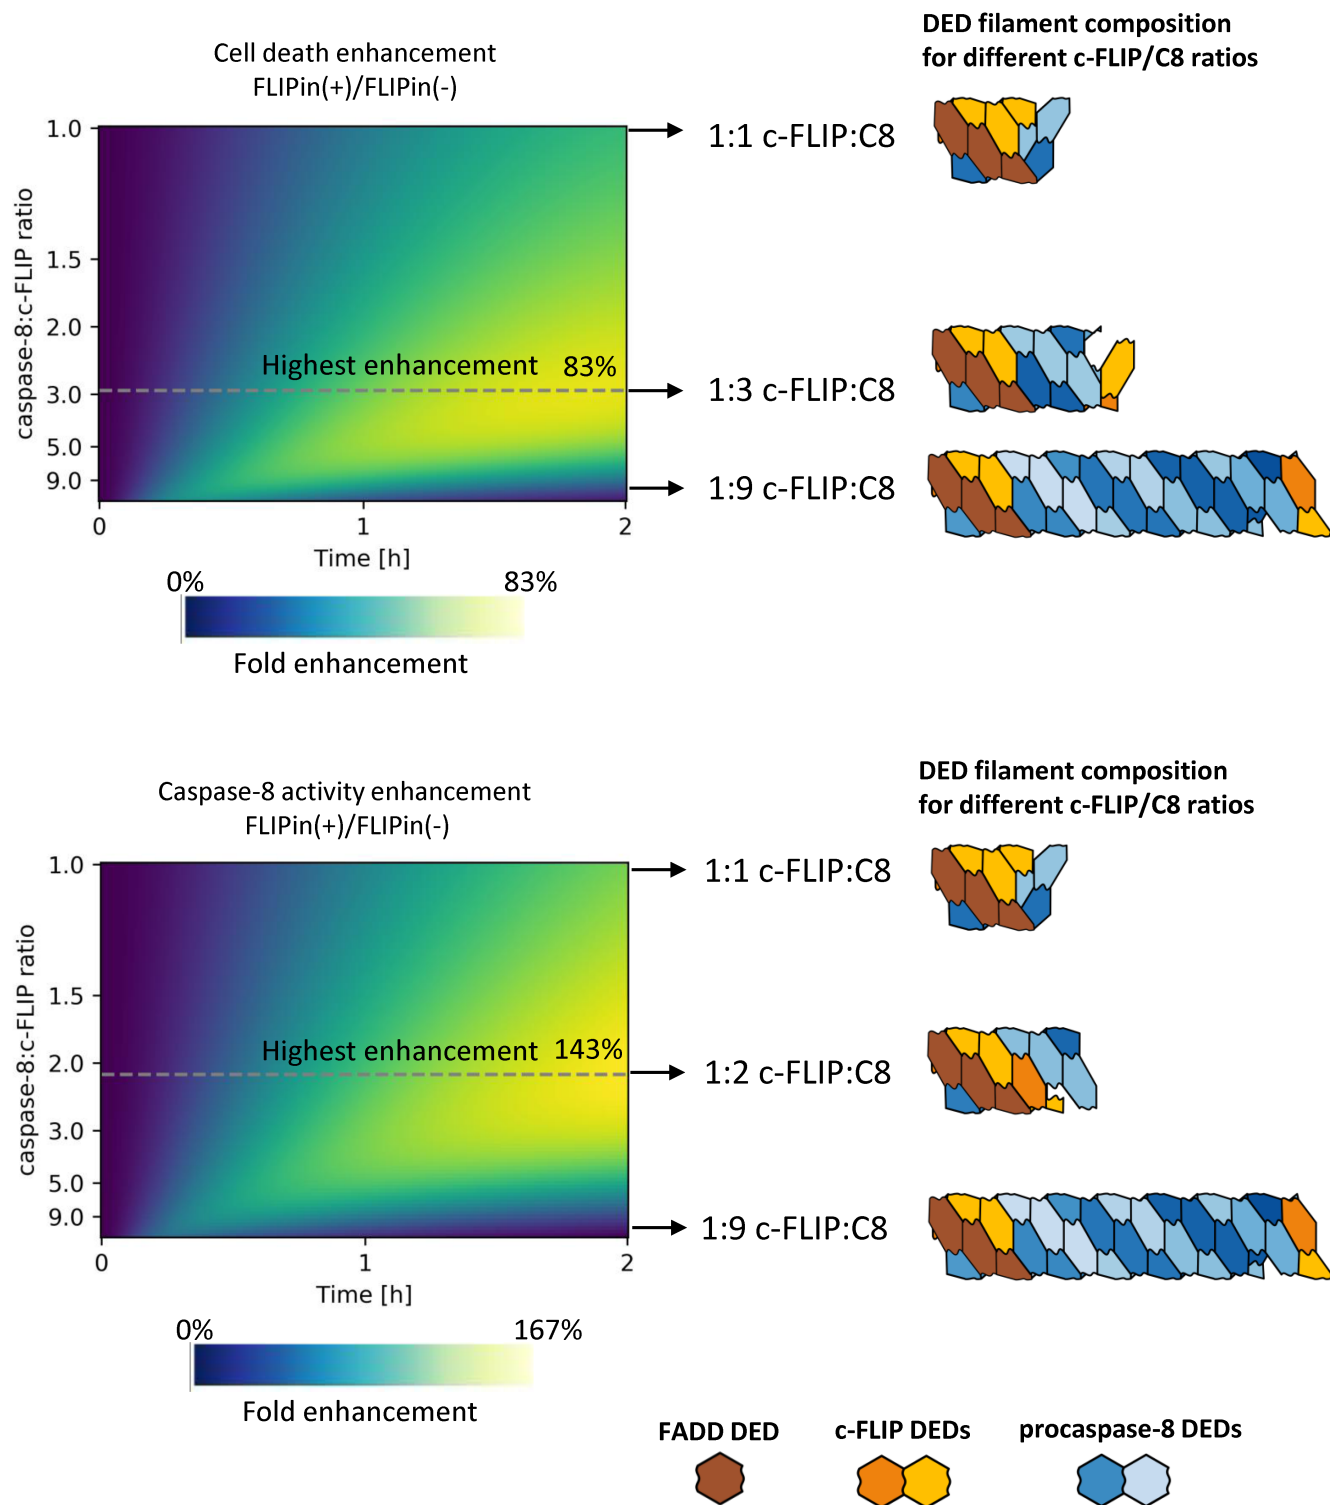 DED filament composition
for different c-FLIP/C8 ratios
Cell death enhancement
FLIPin(+)/FLIPin(-)
caspase-8:c-FLIP ratio
1.0
1.5
2.0
3.0
5.0
9.0
Highest enhancement 83%
0 1 2
Time [h]
1:1 c-FLIP:C8
1:3 c-FLIP:C8
1:9 c-FLIP:C8
0% 83%
Fold enhancement
DED filament composition
for different c-FLIP/C8 ratios
Caspase-8 activity enhancement
FLIPin(+)/FLIPin(-)
caspase-8:c-FLIP ratio
1.0
1.5
2.0
3.0
5.0
9.0
Highest enhancement 143%
0 1 2
Time [h]
1:1 c-FLIP:C8
1:2 c-FLIP:C8
1:9 c-FLIP:C8
0% 167%
Fold enhancement
FADD DED c-FLIP DEDs procaspase-8 DEDs